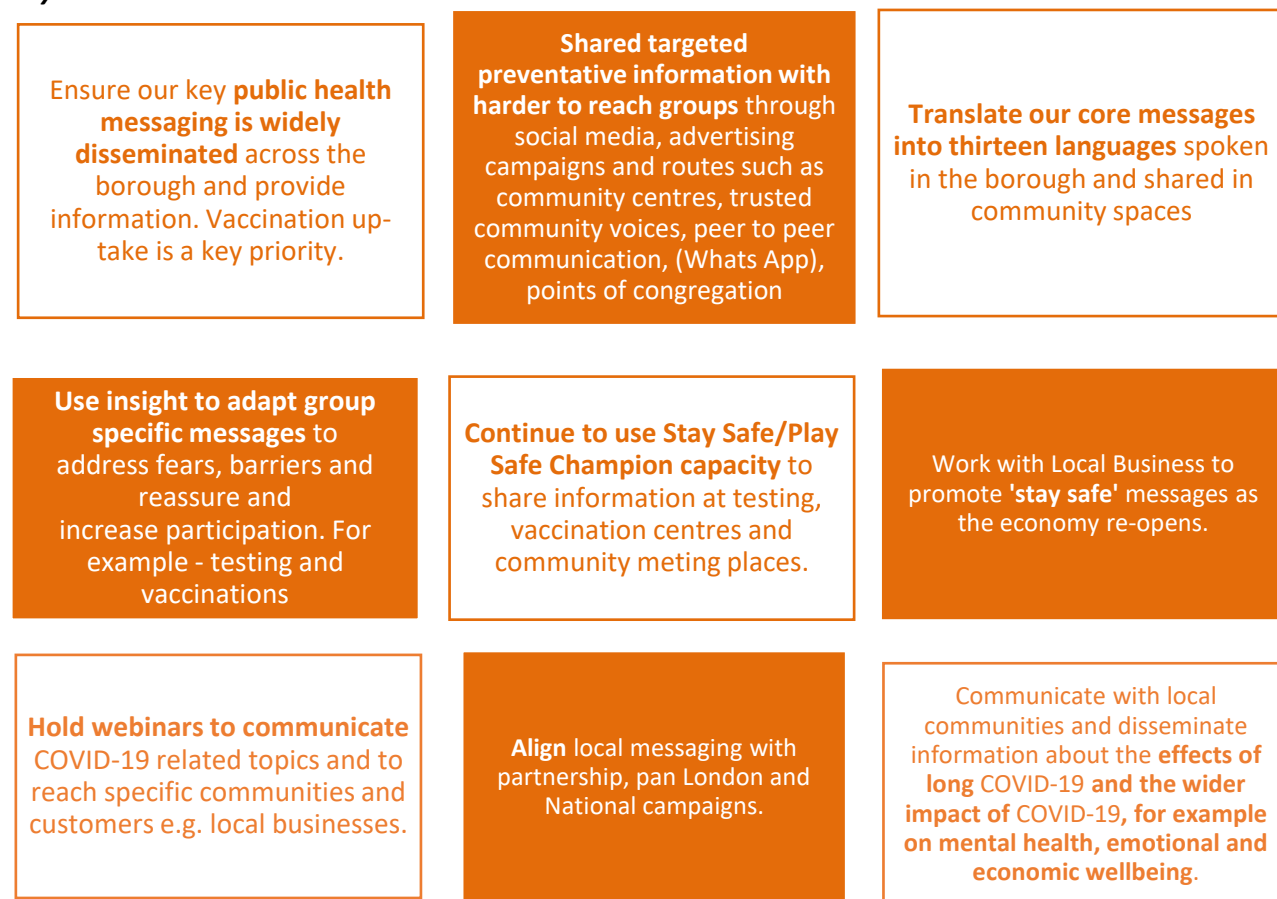 Ensure our key public health
messaging is widely
disseminated across the
borough and provide
information. Vaccination up-
take is a key priority.
Shared targeted
preventative information with
harder to reach groups through
social media, advertising
campaigns and routes such as
community centres, trusted
community voices, peer to peer
communication, (Whats App),
points of congregation
Translate our core messages
into thirteen languages spoken
in the borough and shared in
community spaces
Use insight to adapt group
specific messages to
address fears, barriers and
reassure and
increase participation. For
example - testing and
vaccinations
Continue to use Stay Safe/Play
Safe Champion capacity to
share information at testing,
vaccination centres and
community meting places.
Work with Local Business to
promote 'stay safe' messages as
the economy re-opens.
Hold webinars to communicate
COVID-19 related topics and to
reach specific communities and
customers e.g. local businesses.
Align local messaging with
partnership, pan London and
National campaigns.
Communicate with local
communities and disseminate
information about the effects of
long COVID-19 and the wider
impact of COVID-19, for example
on mental health, emotional and
economic wellbeing.